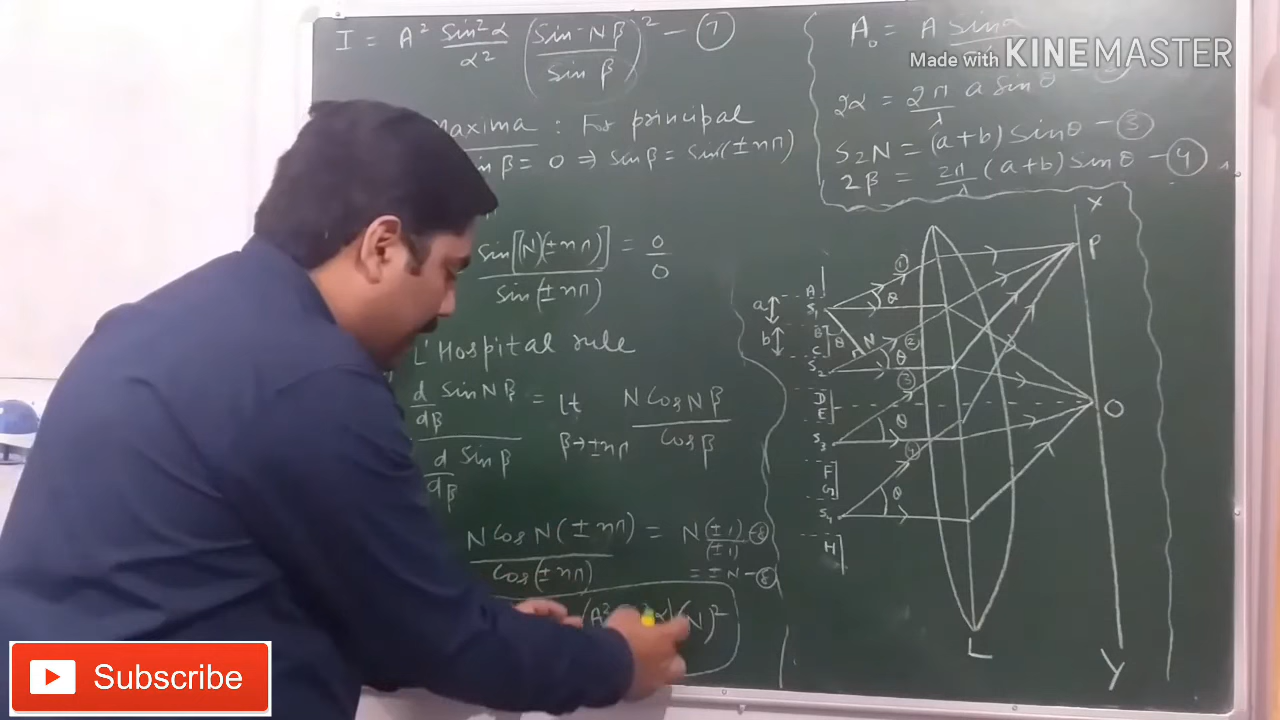 I = A² sin²α/α² (sin Nβ/sin β)² — ⑦
Maxima : For principal
sin β = 0 ⇒ sin β = sin(±nπ)
sin[(N)(±nπ)]/sin(±nπ) = 0/0
L'Hospital rule
d/dβ sin Nβ / d/dβ sin β = lt β→±nπ N Cos Nβ/Cos β
N Cos N(±nπ)/Cos(±nπ) = N (±1)/(±1) — ⑧
= ±N — ⑧
(A² α N)²
A₀ = A sin α
Made with KINEMASTER
2α = 2π/λ a sin θ
S₂N = (a+b) sin θ — ③
2β = 2π/λ (a+b) sin θ — ④
X
P
A
a
S₁
θ
①
b
B
θ
N
C
S₂
θ
②
③
D
E
O
S₃
θ
④
F
G
S₄
θ
H
L
Y
Subscribe